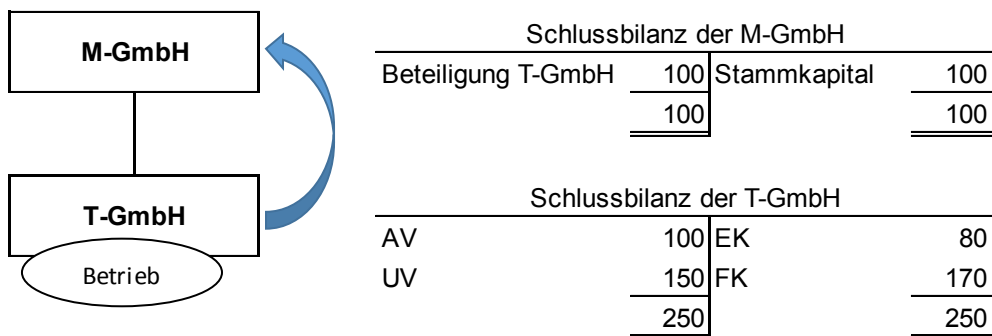 M-GmbH
T-GmbH
Betrieb
Schlussbilanz der M-GmbH
Beteiligung T-GmbH 100 Stammkapital 100
100 100
Schlussbilanz der T-GmbH
AV 100 EK 80
UV 150 FK 170
250 250